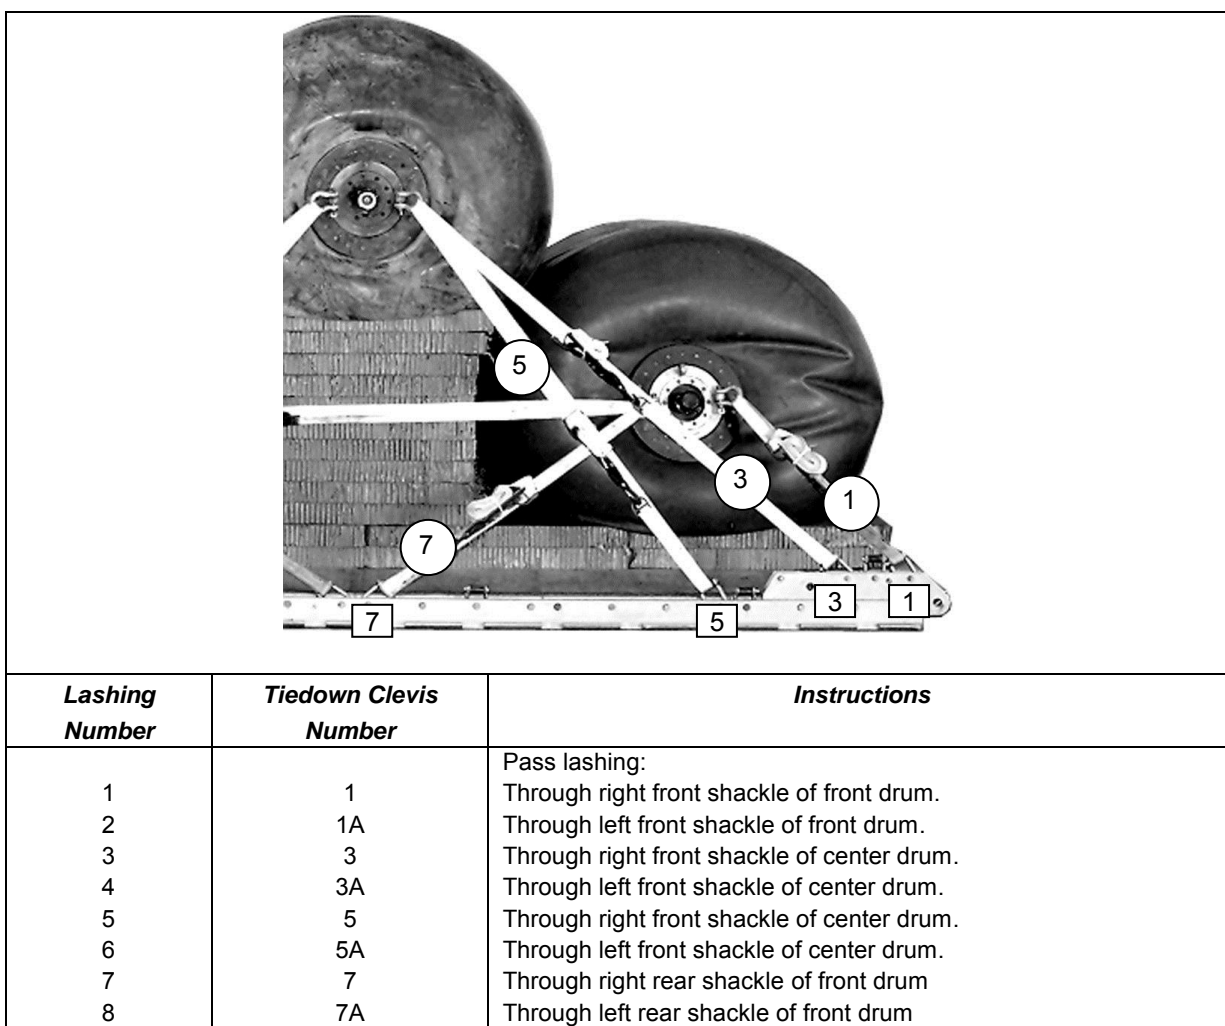 5
3
1
7
3
1
7
5
Lashing Number
Tiedown Clevis Number
Instructions
Pass lashing:
1 1 Through right front shackle of front drum.
2 1A Through left front shackle of front drum.
3 3 Through right front shackle of center drum.
4 3A Through left front shackle of center drum.
5 5 Through right front shackle of center drum.
6 5A Through left front shackle of center drum.
7 7 Through right rear shackle of front drum
8 7A Through left rear shackle of front drum